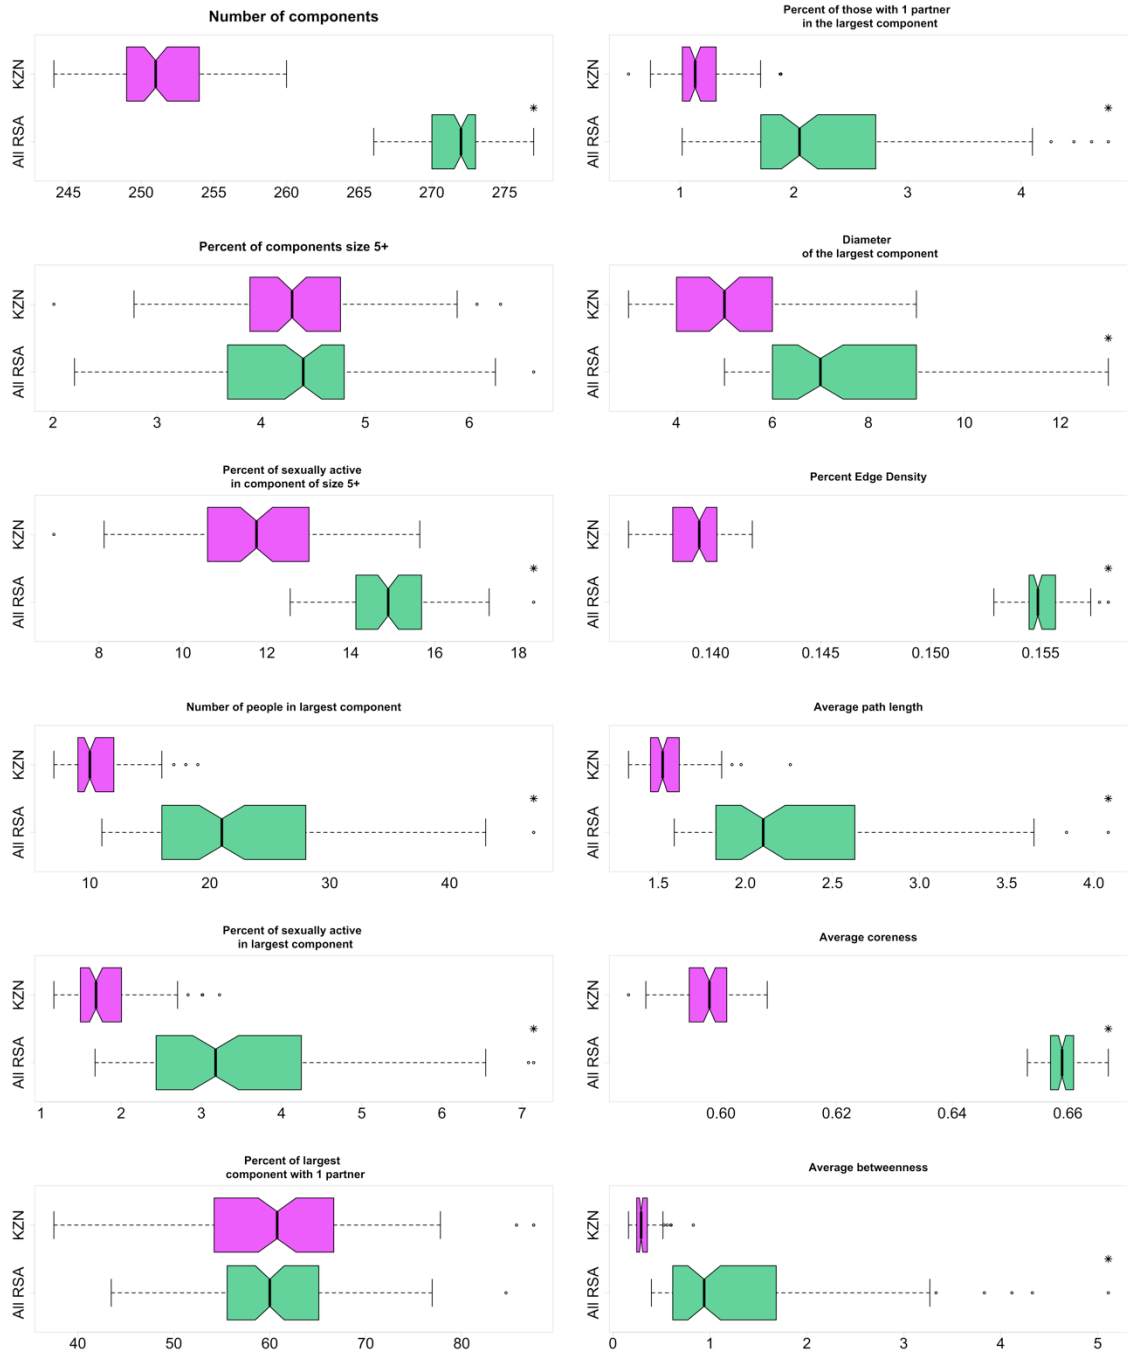 Number of components
KZN
All RSA
*
245 250 255 260 265 270 275
Percent of those with 1 partner
in the largest component
KZN
All RSA
*
1 2 3 4
Percent of components size 5+
KZN
All RSA
2 3 4 5 6
Diameter
of the largest component
KZN
All RSA
*
4 6 8 10 12
Percent of sexually active
in component of size 5+
KZN
All RSA
*
8 10 12 14 16 18
Percent Edge Density
KZN
All RSA
*
0.140 0.145 0.150 0.155
Number of people in largest component
KZN
All RSA
*
10 20 30 40
Average path length
KZN
All RSA
*
1.5 2.0 2.5 3.0 3.5 4.0
Percent of sexually active
in largest component
KZN
All RSA
*
1 2 3 4 5 6 7
Average coreness
KZN
All RSA
*
0.60 0.62 0.64 0.66
Percent of largest
component with 1 partner
KZN
All RSA
40 50 60 70 80
Average betweenness
KZN
All RSA
*
0 1 2 3 4 5